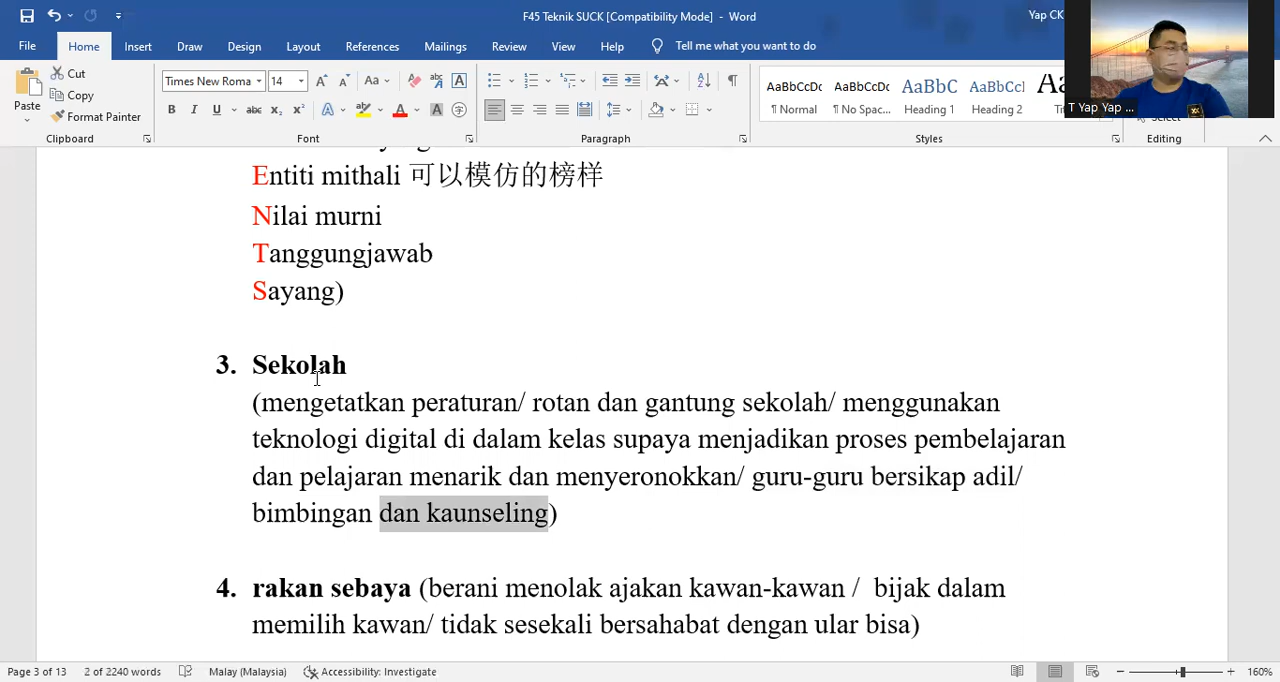 F45 Teknik SUCK [Compatibility Mode] - Word
Yap CK
File Home Insert Draw Design Layout References Mailings Review View Help Tell me what you want to do
Paste
Cut
Copy
Format Painter
Clipboard
Times New Roma 14
Aa
B I U abc x₂ x²
Font
Paragraph
AaBbCcDc AaBbCcDc AaBbC AaBbCcI
¶ Normal ¶ No Spac... Heading 1 Heading 2
Styles
T Yap Yap ...
Select
Editing
Entiti mithali 可以模仿的榜样
Nilai murni
Tanggungjawab
Sayang)
3. Sekolah
(mengetatkan peraturan/ rotan dan gantung sekolah/ menggunakan
teknologi digital di dalam kelas supaya menjadikan proses pembelajaran
dan pelajaran menarik dan menyeronokkan/ guru-guru bersikap adil/
bimbingan dan kaunseling)
4. rakan sebaya (berani menolak ajakan kawan-kawan / bijak dalam
memilih kawan/ tidak sesekali bersahabat dengan ular bisa)
Page 3 of 13 2 of 2240 words Malay (Malaysia) Accessibility: Investigate 160%